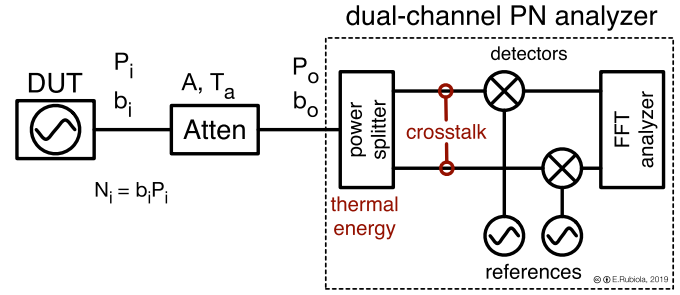 dual-channel PN analyzer
DUT
P_i
b_i
N_i = b_iP_i
A, T_a
Atten
P_o
b_o
power
splitter
thermal
energy
crosstalk
detectors
references
FFT
analyzer
E.Rubiola, 2019